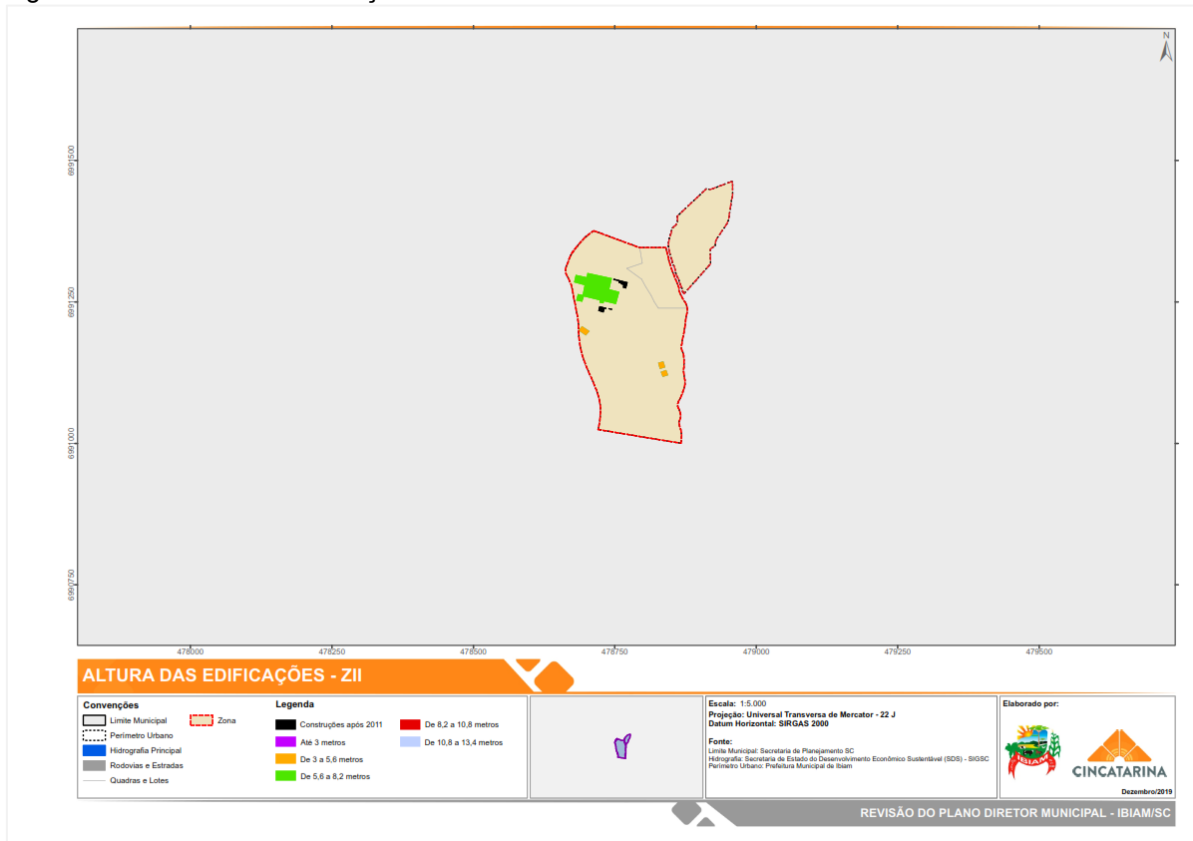 N
6991500
6991250
6991000
6990750
478000
478250
478500
478750
479000
479250
479500
ALTURA DAS EDIFICAÇÕES - ZII
Convenções
Limite Municipal
Zona
Perímetro Urbano
Hidrografia Principal
Rodovias e Estradas
Quadras e Lotes
Legenda
Construções após 2011
De 8,2 a 10,8 metros
Até 3 metros
De 10,8 a 13,4 metros
De 3 a 5,6 metros
De 5,6 a 8,2 metros
Escala: 1:5.000
Projeção: Universal Transversa de Mercator - 22 J
Datum Horizontal: SIRGAS 2000
Fonte:
Limite Municipal: Secretaria de Planejamento SC
Hidrografia: Secretaria de Estado do Desenvolvimento Econômico Sustentável (SDS) - SIGSC
Perímetro Urbano: Prefeitura Municipal de Ibiam
Elaborado por:
IBIAM
CINCATARINA
Dezembro/2019
REVISÃO DO PLANO DIRETOR MUNICIPAL - IBIAM/SC